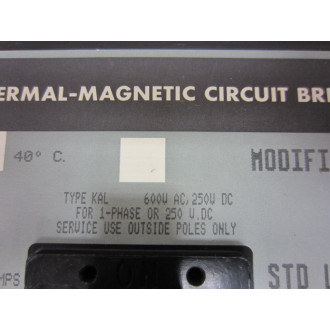 ERMAL-MAGNETIC CIRCUIT BRE
40° C.
MODIFI
TYPE KAL 600V AC, 250V DC
FOR 1-PHASE OR 250 V.DC
SERVICE USE OUTSIDE POLES ONLY
MPS
STD